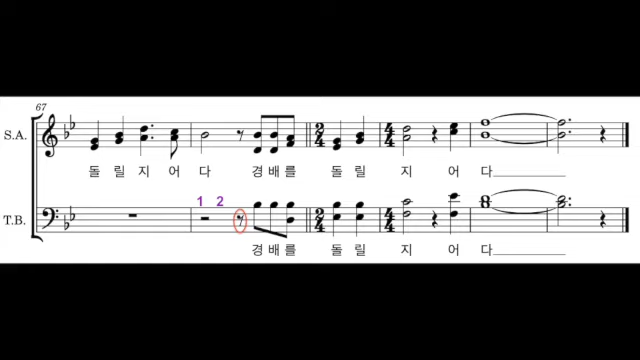 67
S.A.
돌 릴 지 어 다 경 배 를 돌 릴 지 어 다
1 2
T.B.
경 배 를 돌 릴 지 어 다